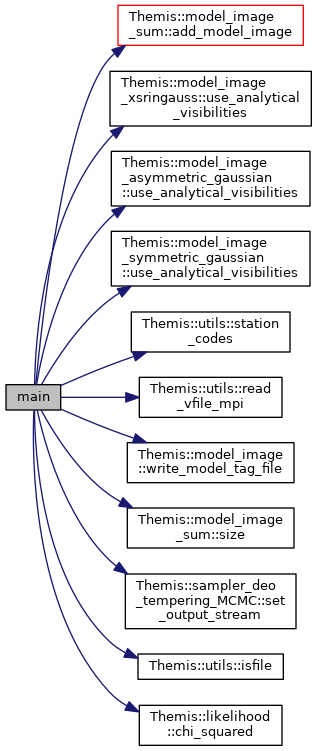 Themis::model_image
_sum::add_model_image
Themis::model_image
_xsringauss::use_analytical
_visibilities
Themis::model_image
_asymmetric_gaussian
::use_analytical_visibilities
Themis::model_image
_symmetric_gaussian
::use_analytical_visibilities
Themis::utils::station
_codes
main
Themis::utils::read
_vfile_mpi
Themis::model_image
::write_model_tag_file
Themis::model_image
_sum::size
Themis::sampler_deo
_tempering_MCMC::set
_output_stream
Themis::utils::isfile
Themis::likelihood
::chi_squared